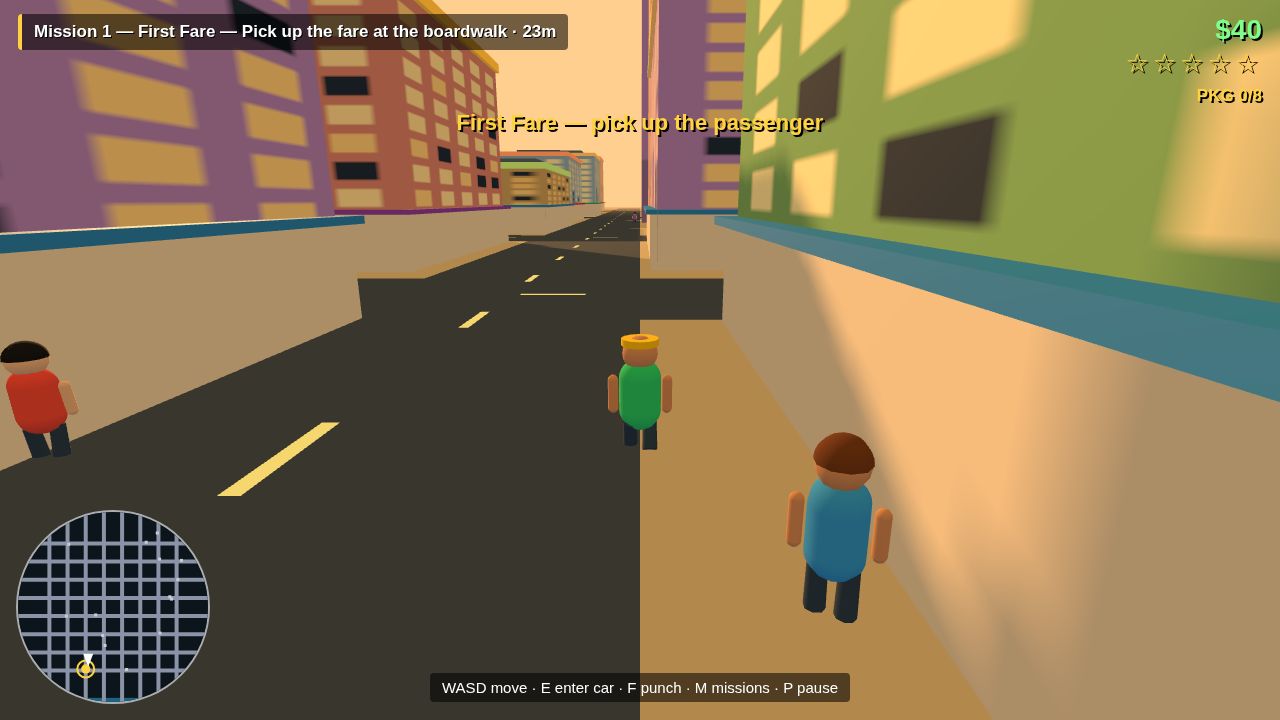 Mission 1 — First Fare — Pick up the fare at the boardwalk · 23m
$40
PKG 0/8
First Fare — pick up the passenger
WASD move · E enter car · F punch · M missions · P pause